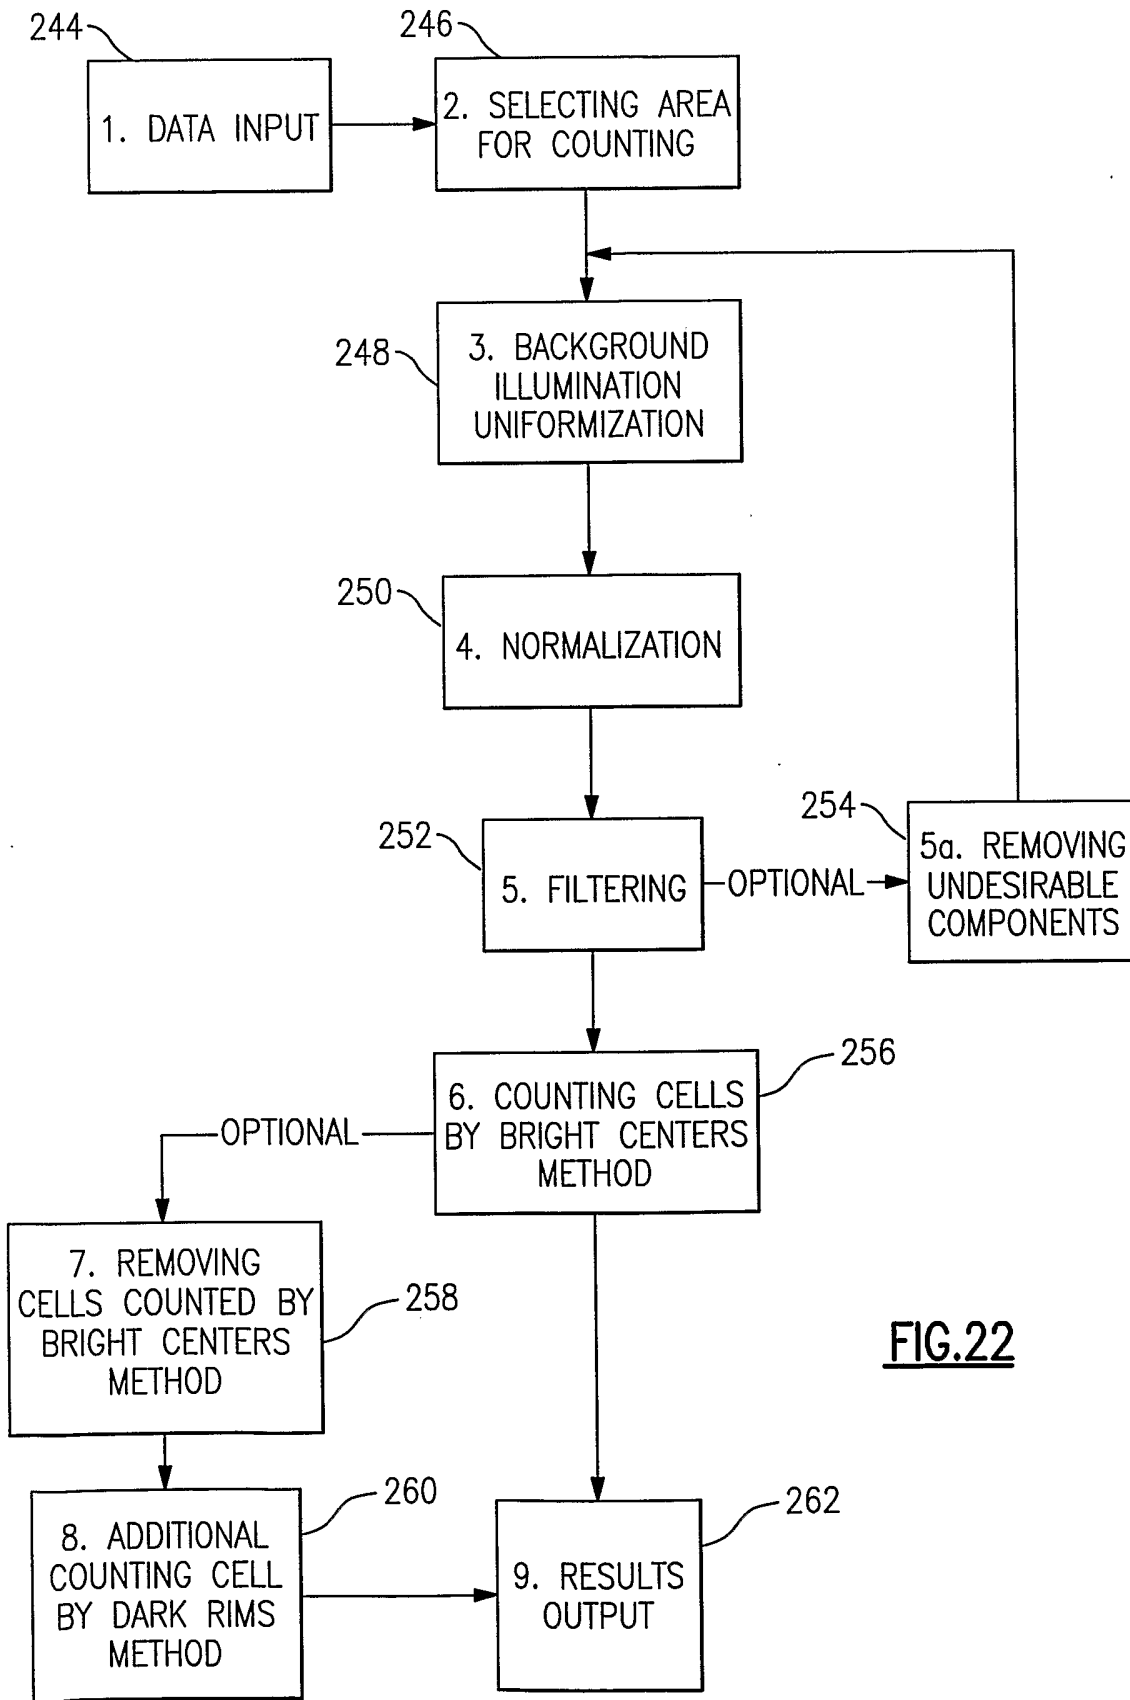 244
1. DATA INPUT
246
2. SELECTING AREA
FOR COUNTING
248
3. BACKGROUND
ILLUMINATION
UNIFORMIZATION
250
4. NORMALIZATION
252
5. FILTERING
OPTIONAL
254
5a. REMOVING
UNDESIRABLE
COMPONENTS
256
6. COUNTING CELLS
BY BRIGHT CENTERS
METHOD
OPTIONAL
258
7. REMOVING
CELLS COUNTED BY
BRIGHT CENTERS
METHOD
260
8. ADDITIONAL
COUNTING CELL
BY DARK RIMS
METHOD
262
9. RESULTS
OUTPUT
FIG.22